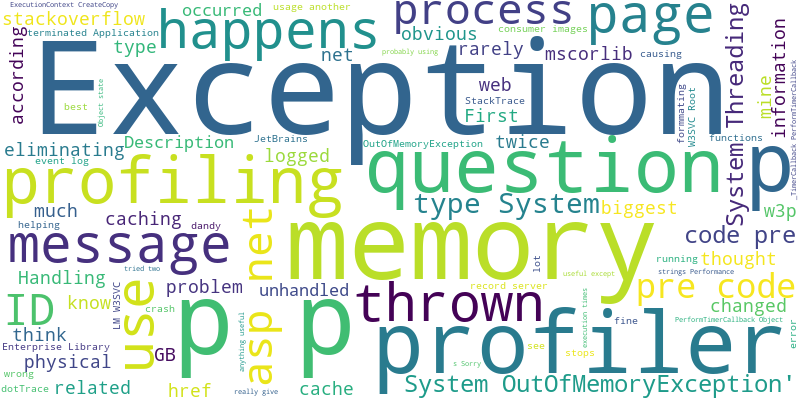 ExecutionContext CreateCopy
stackoverflow
occurred
usage another
process
page
terminated Application
happens
consumer images
obvious
type
net
rarely
mscorlib
causing
probably using
according
Exception
System Threading
mine
information
_TimerCallback PerformTimerCallback
best
Object state
web
StackTrace
First
formmating
W3SVC Root
functions
eliminating
Description
JetBrains
OutOfMemoryException
twice
event log
logged
question
p
profiling
much
helping
caching
dandy
type System
biggest
w3p
message
net
memory
code pre
thought
tried two
lot
running
strings Performance
Handling
problem
unhandled
record server
useful except
pre code
ID
know
LM W3SVC
use
crash
p
p
thrown
changed
think
anything useful
asp
fine
execution times
PerformTimerCallback Object
error
Enterprise Library
physical
GB
see
stops
profiler
wrong
dotTrace
related
href
really give
cache
s Sorry
System OutOfMemoryException'